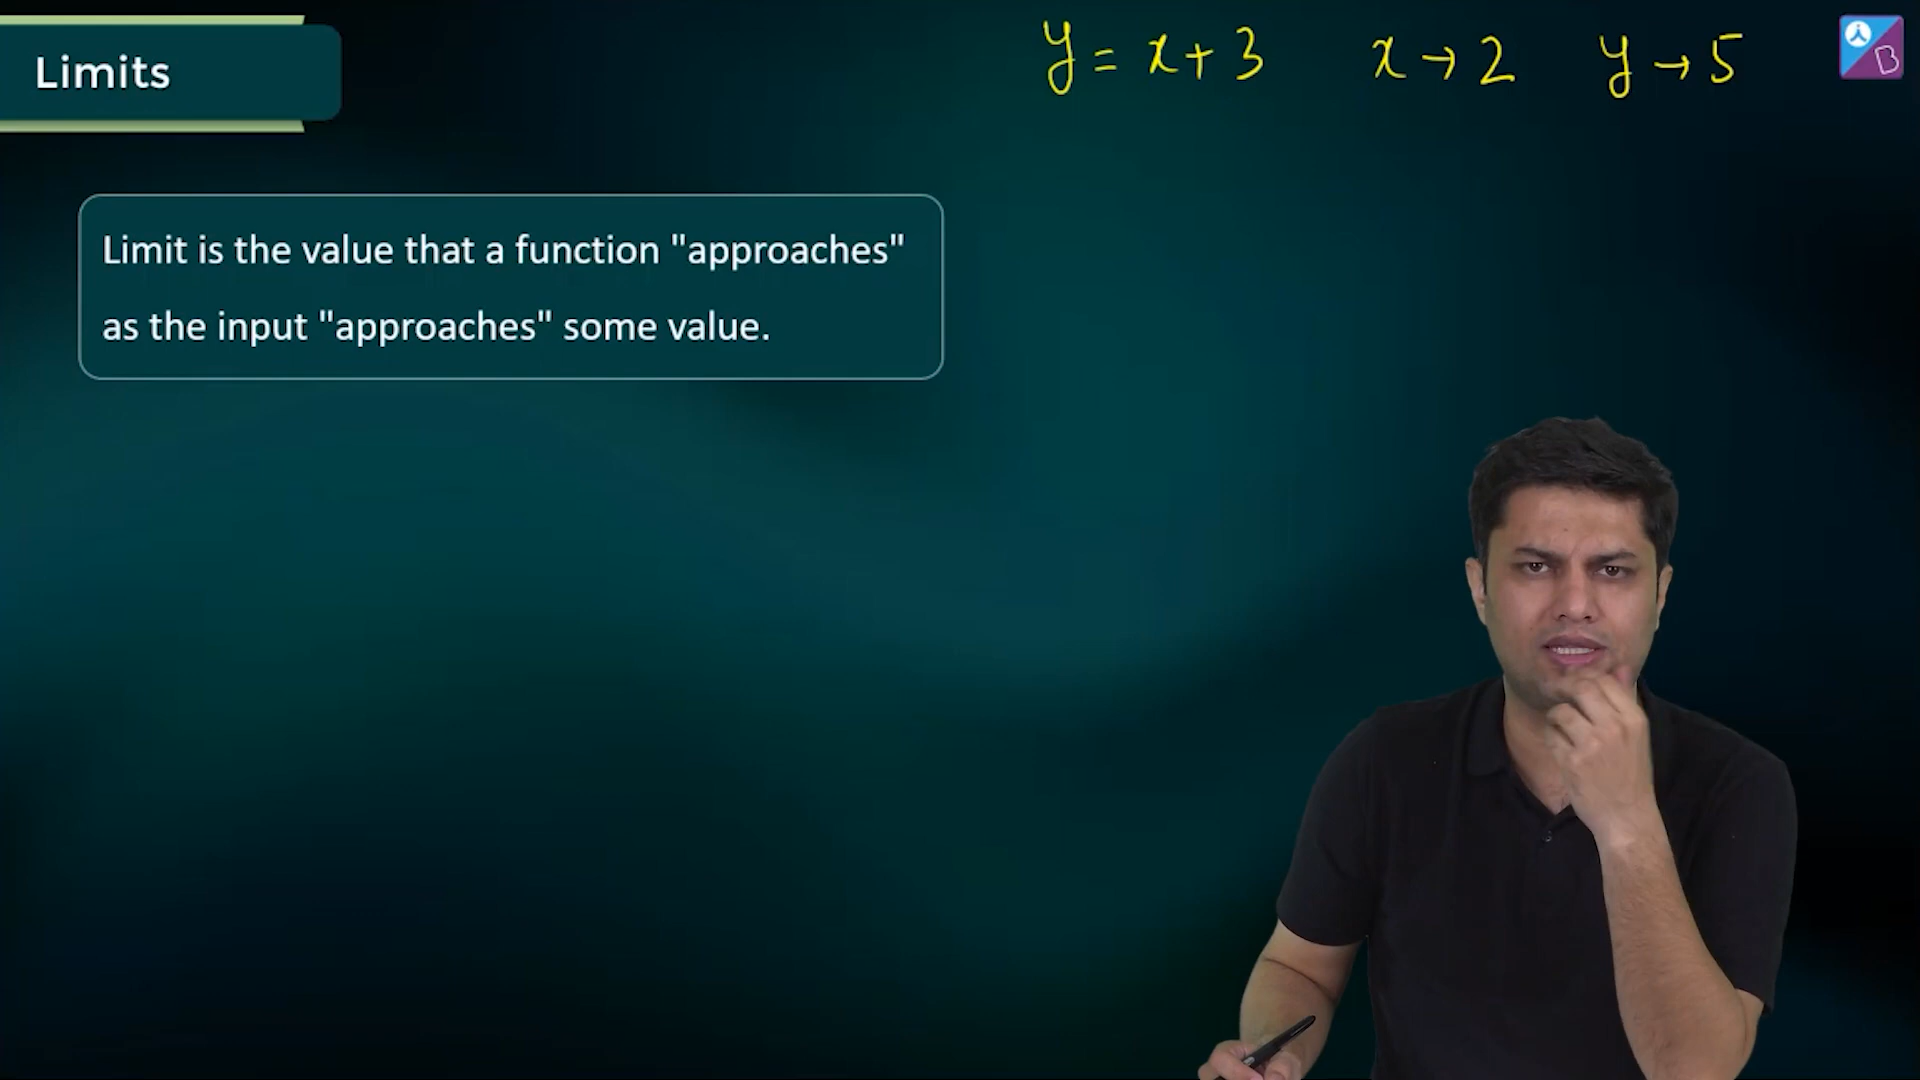 Limits
y = x + 3 x → 2 y → 5
Limit is the value that a function "approaches"
as the input "approaches" some value.
B